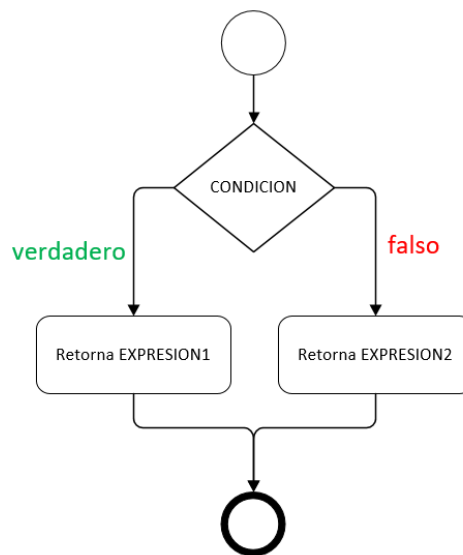 CONDICION
verdadero
falso
Retorna EXPRESION1
Retorna EXPRESION2